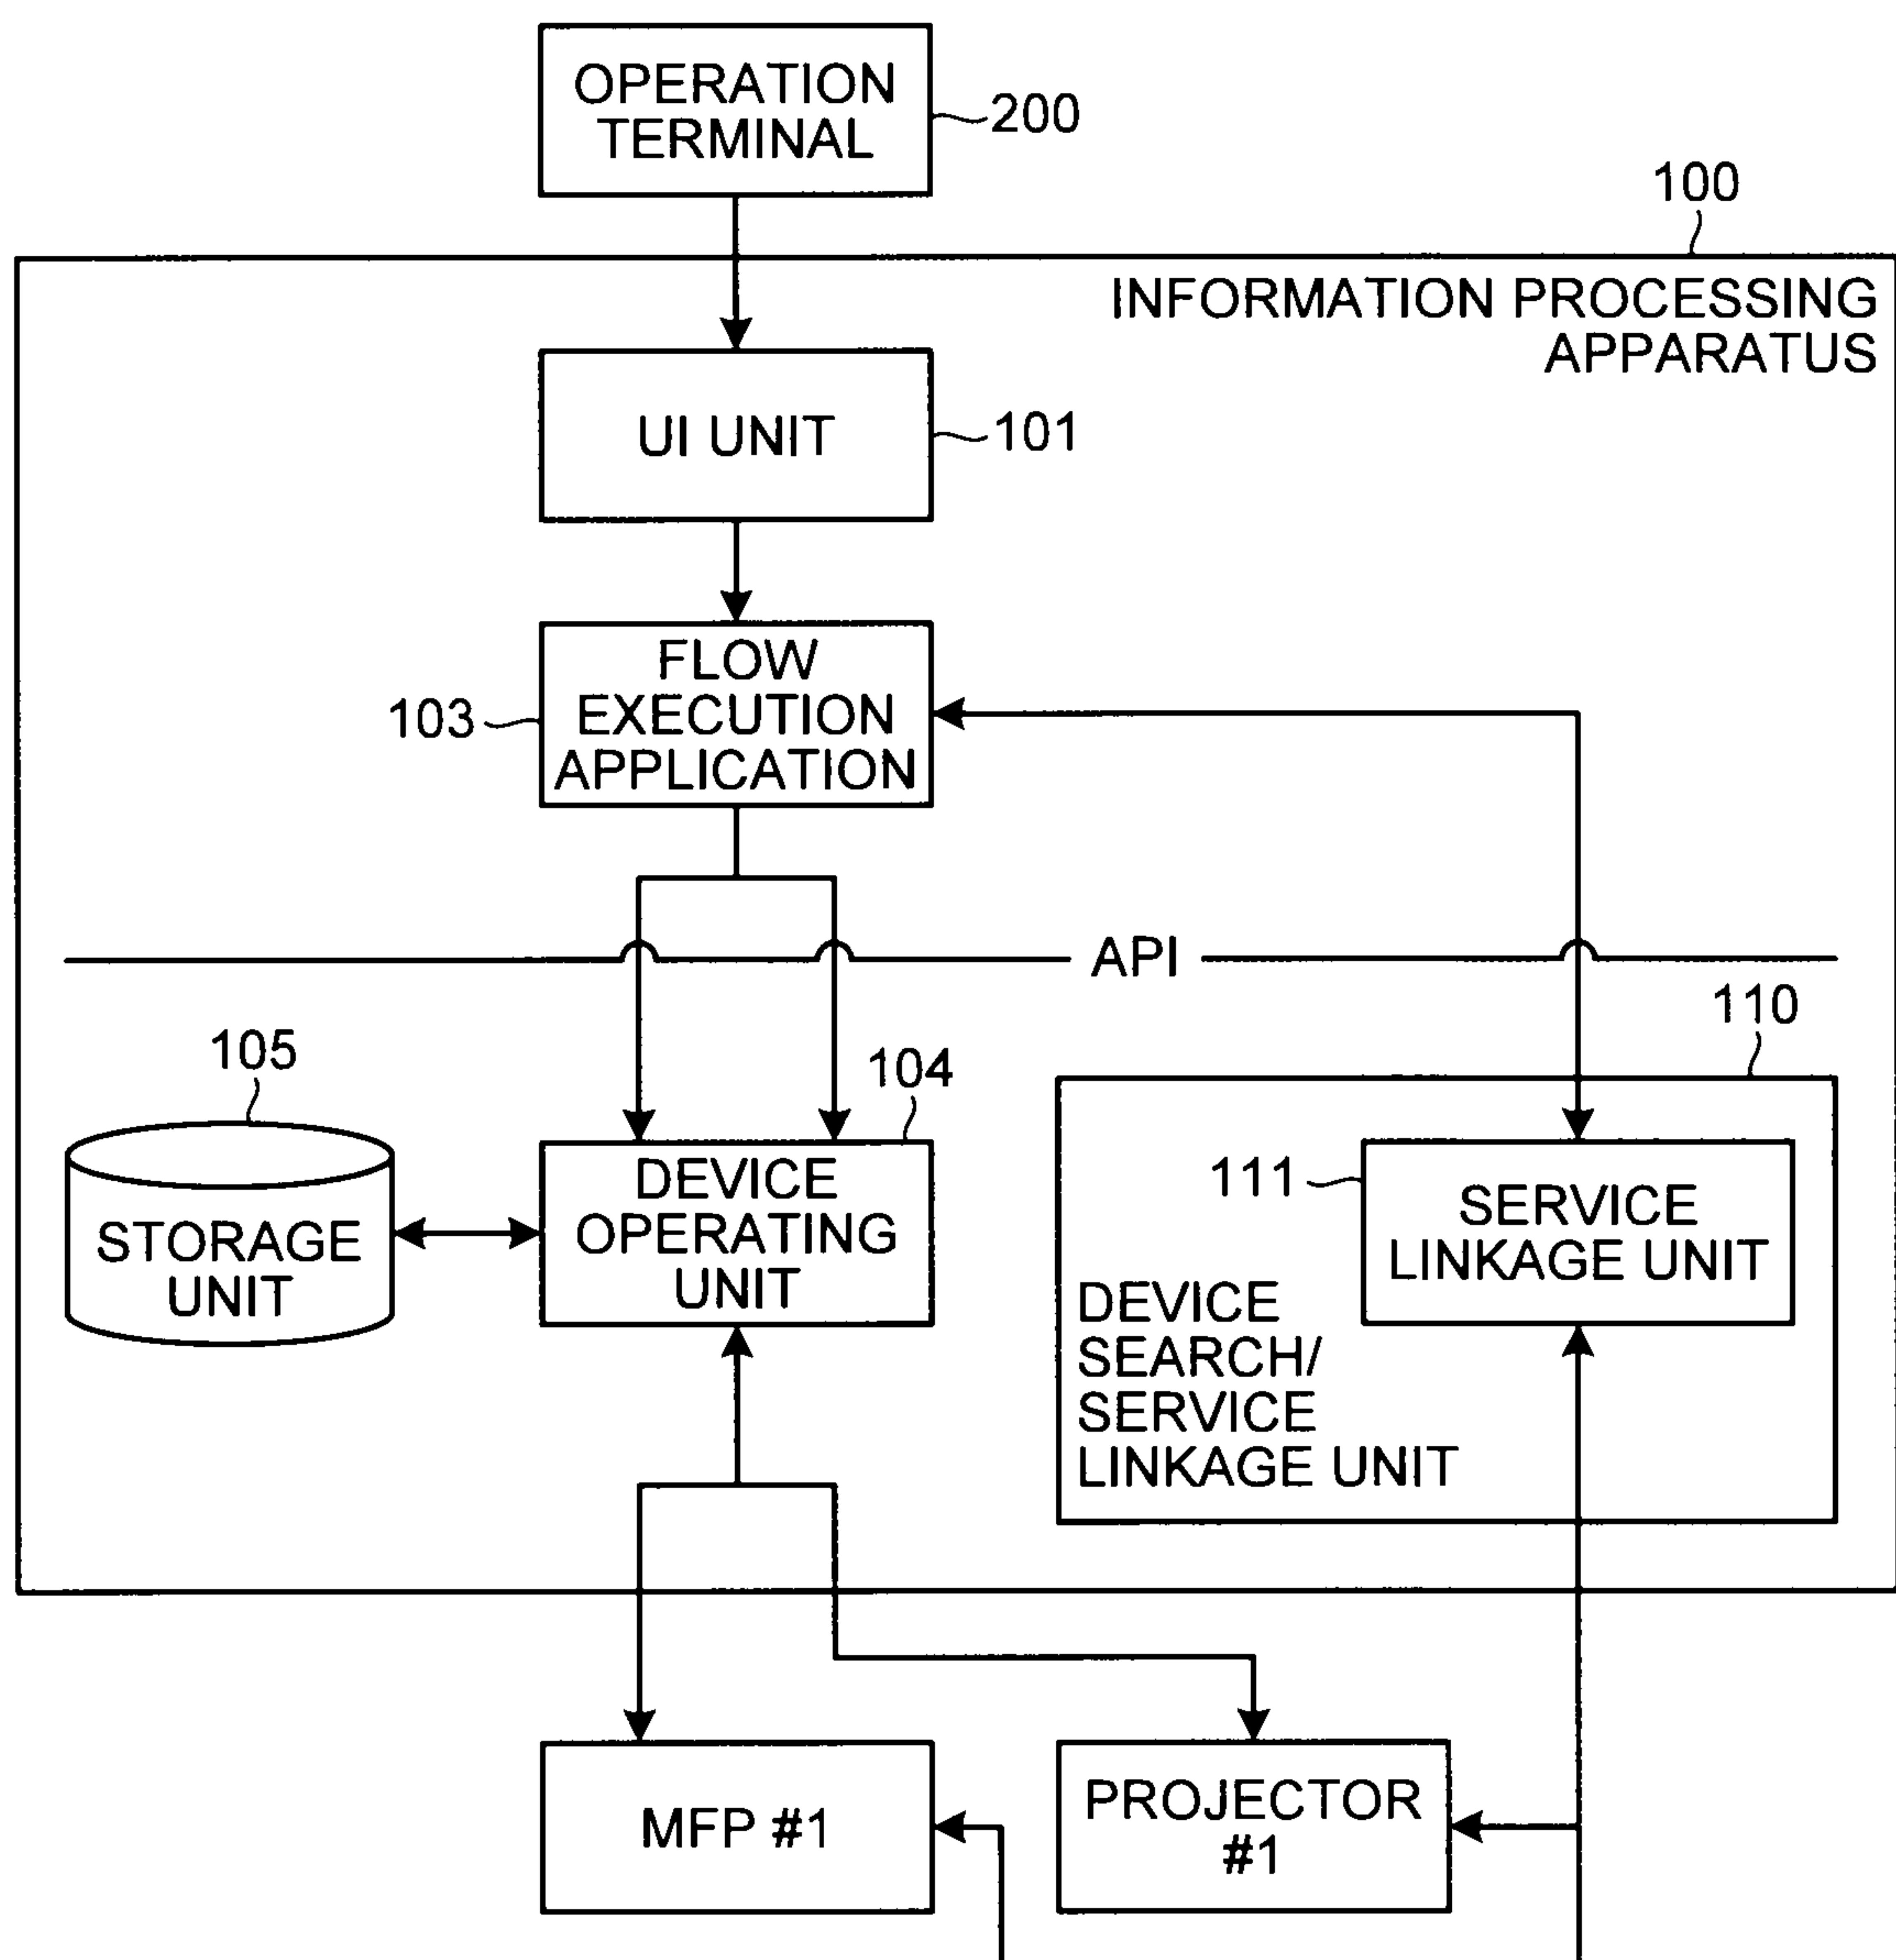 OPERATION
TERMINAL
200
100
INFORMATION PROCESSING
APPARATUS
UI UNIT
101
FLOW
EXECUTION
APPLICATION
103
API
110
105
104
STORAGE
UNIT
DEVICE
OPERATING
UNIT
111
SERVICE
LINKAGE UNIT
DEVICE
SEARCH/
SERVICE
LINKAGE UNIT
MFP #1
PROJECTOR
#1